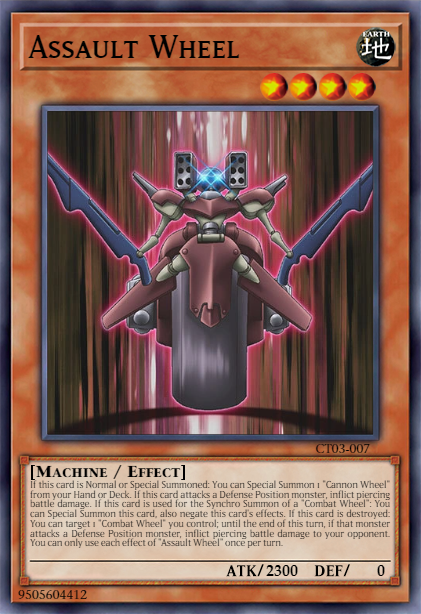 Assault Wheel
EARTH
地
CT03-007
[Machine / Effect]
If this card is Normal or Special Summoned: You can Special Summon 1 "Cannon Wheel"
from your Hand or Deck. If this card attacks a Defense Position monster, inflict piercing
battle damage. If this card is used for the Synchro Summon of a "Combat Wheel": You
can Special Summon this card, also negate this card's effects. If this card is destroyed:
You can target 1 "Combat Wheel" you control; until the end of this turn, if that monster
attacks a Defense Position monster, inflict piercing battle damage to your opponent.
You can only use each effect of "Assault Wheel" once per turn.
ATK/2300 DEF/ 0
9505604412